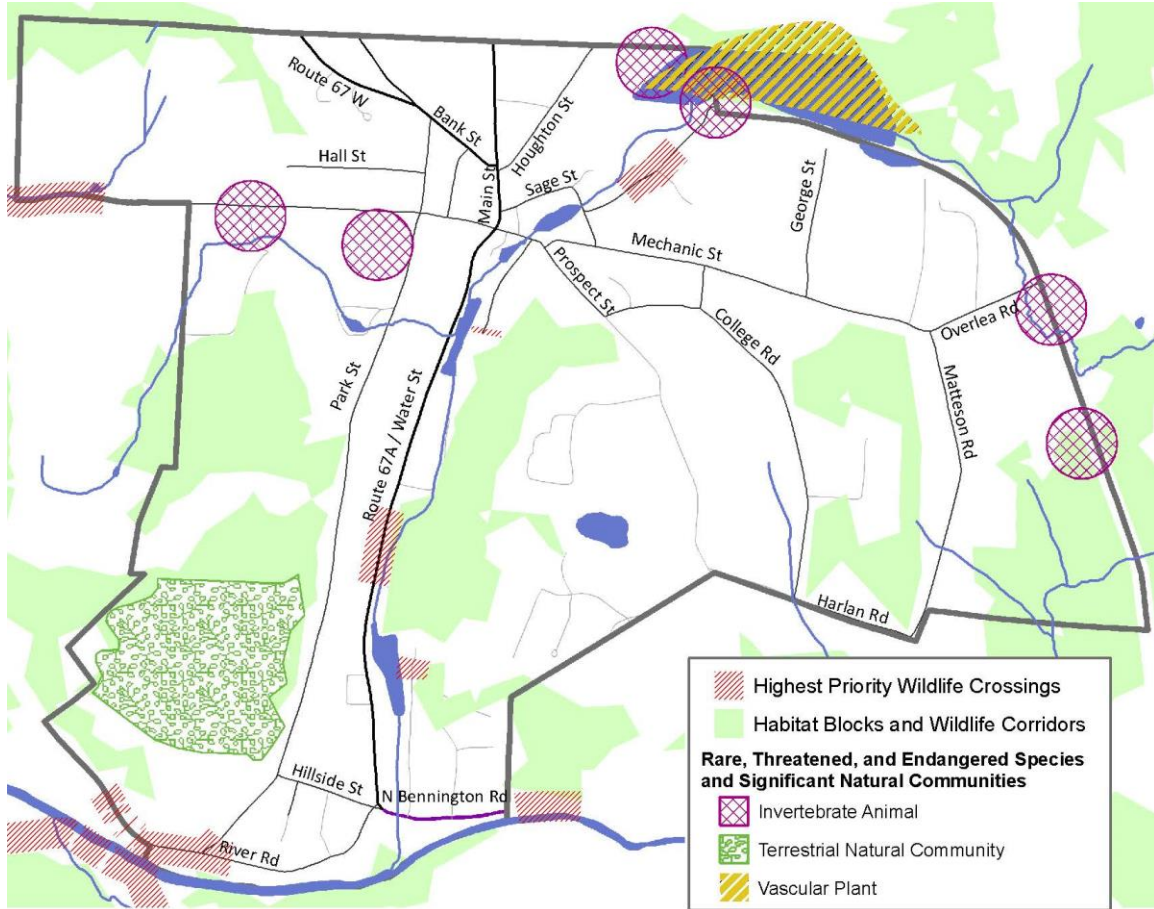 Route 67 W
Bank St
Houghton St
Hall St
Main St
Sage St
George St
Mechanic St
Prospect St
College Rd
Overlea Rd
Matteson Rd
Park St
Route 67A / Water St
Harlan Rd
Hillside St
N Bennington Rd
River Rd
Highest Priority Wildlife Crossings
Habitat Blocks and Wildlife Corridors
Rare, Threatened, and Endangered Species
and Significant Natural Communities
Invertebrate Animal
Terrestrial Natural Community
Vascular Plant